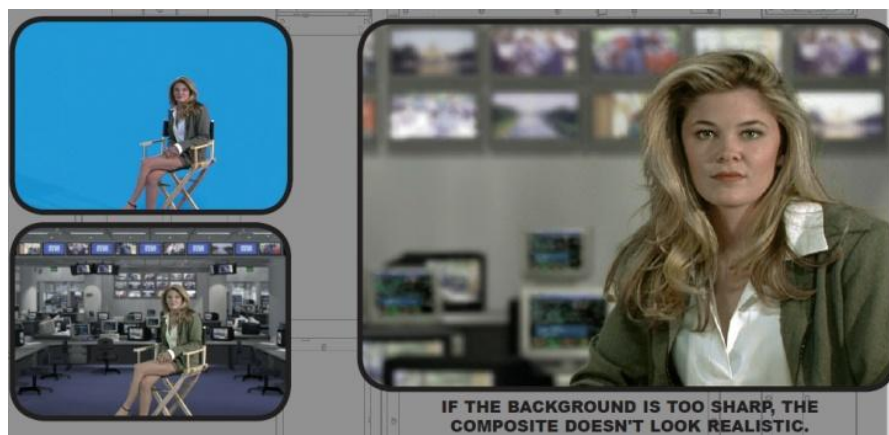 IF THE BACKGROUND IS TOO SHARP, THE
COMPOSITE DOESN'T LOOK REALISTIC.